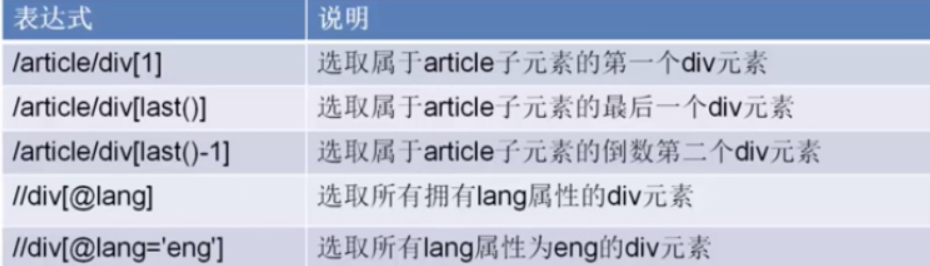 表达式 说明
/article/div[1] 选取属于article子元素的第一个div元素
/article/div[last()] 选取属于article子元素的最后一个div元素
/article/div[last()-1] 选取属于article子元素的倒数第二个div元素
//div[@lang] 选取所有拥有lang属性的div元素
//div[@lang='eng'] 选取所有lang属性为eng的div元素